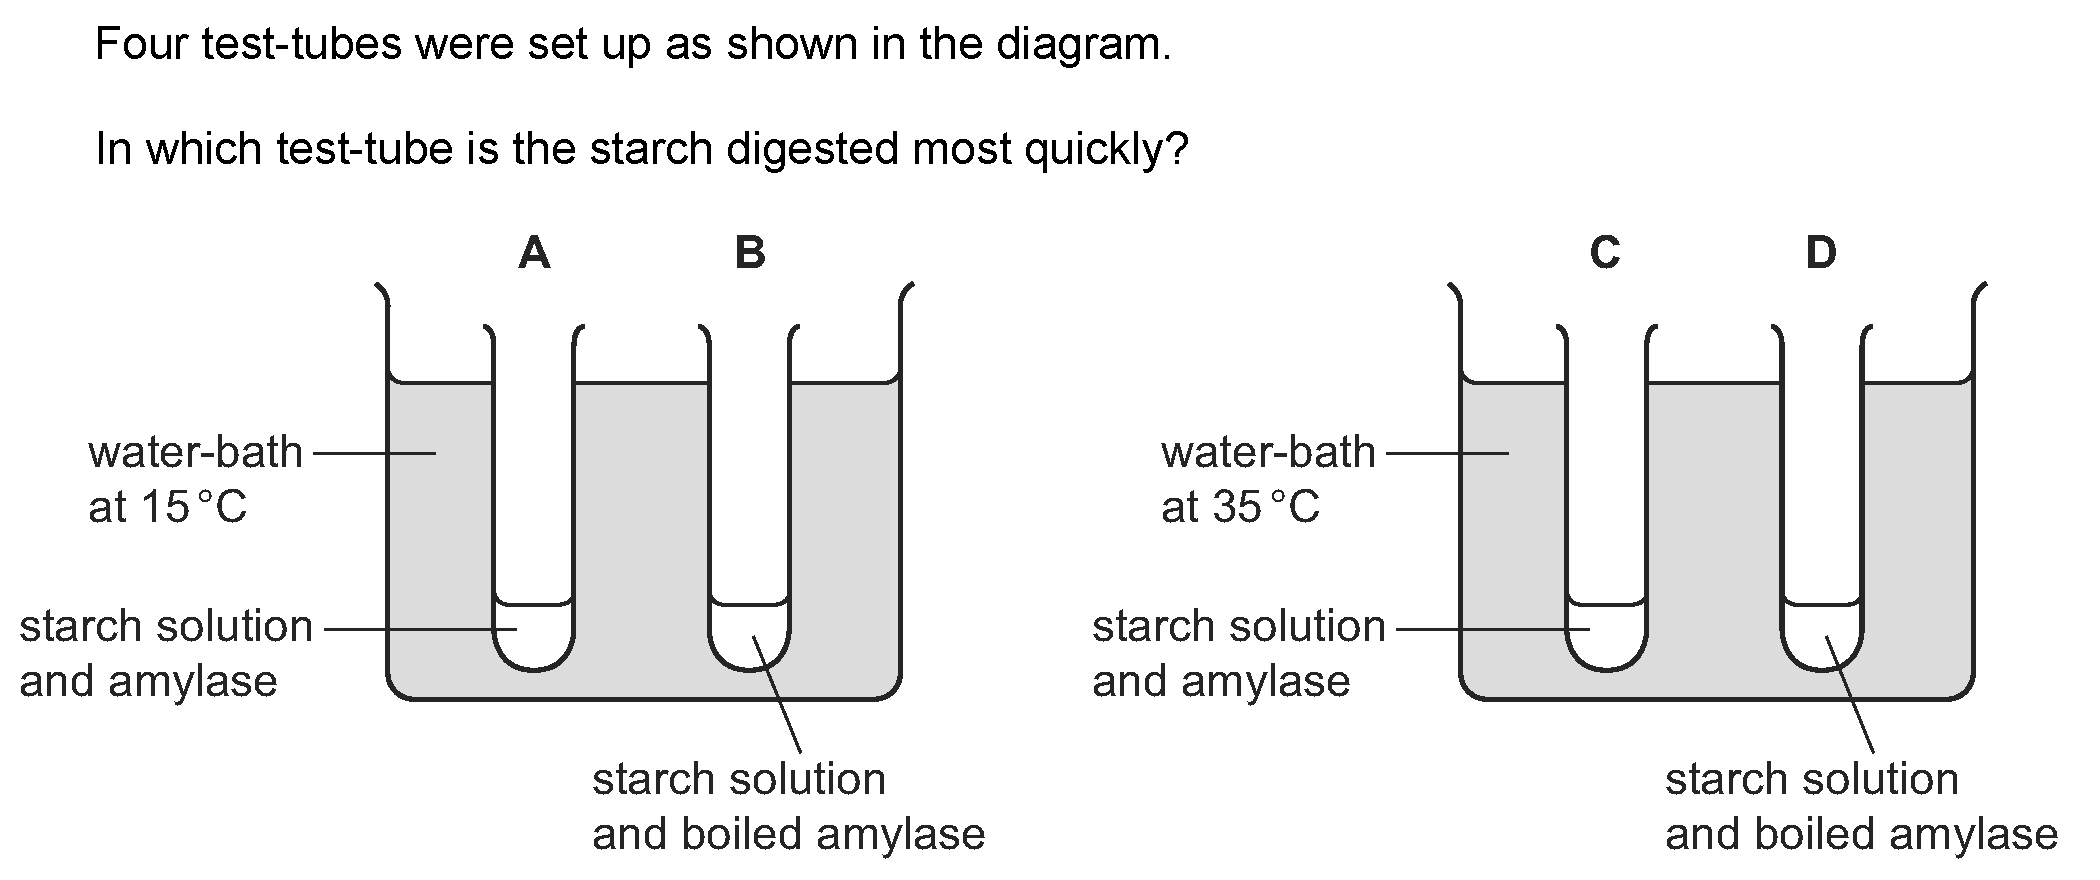 Four test-tubes were set up as shown in the diagram.
In which test-tube is the starch digested most quickly?
A
B
C
D
water-bath
at 15 °C
water-bath
at 35 °C
starch solution
and amylase
starch solution
and amylase
starch solution
and boiled amylase
starch solution
and boiled amylase